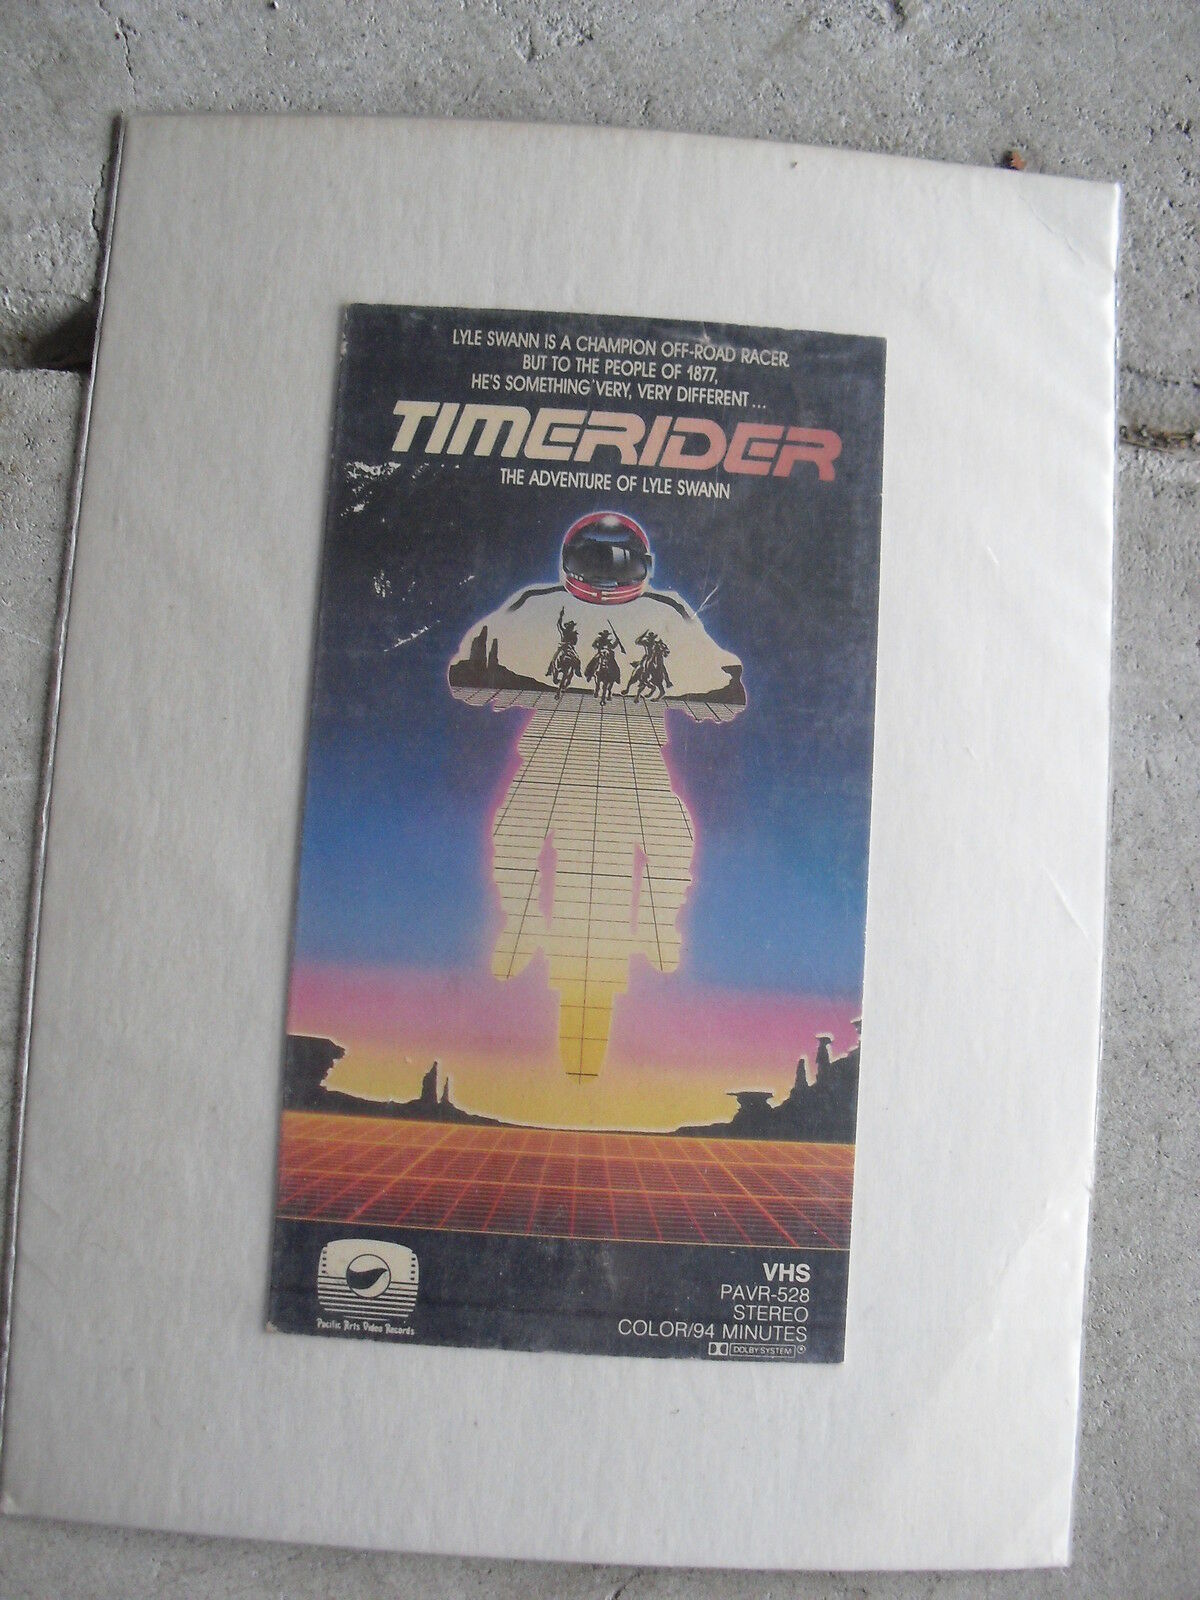 LYLE SWANN IS A CHAMPION OFF-ROAD RACER.
BUT TO THE PEOPLE OF 1877,
HE'S SOMETHING VERY, VERY DIFFERENT...
TIMERIDER
THE ADVENTURE OF LYLE SWANN
VHS
PAVR-528
STEREO
COLOR/94 MINUTES
DOLBY SYSTEM ®
Pacific Arts Video Records